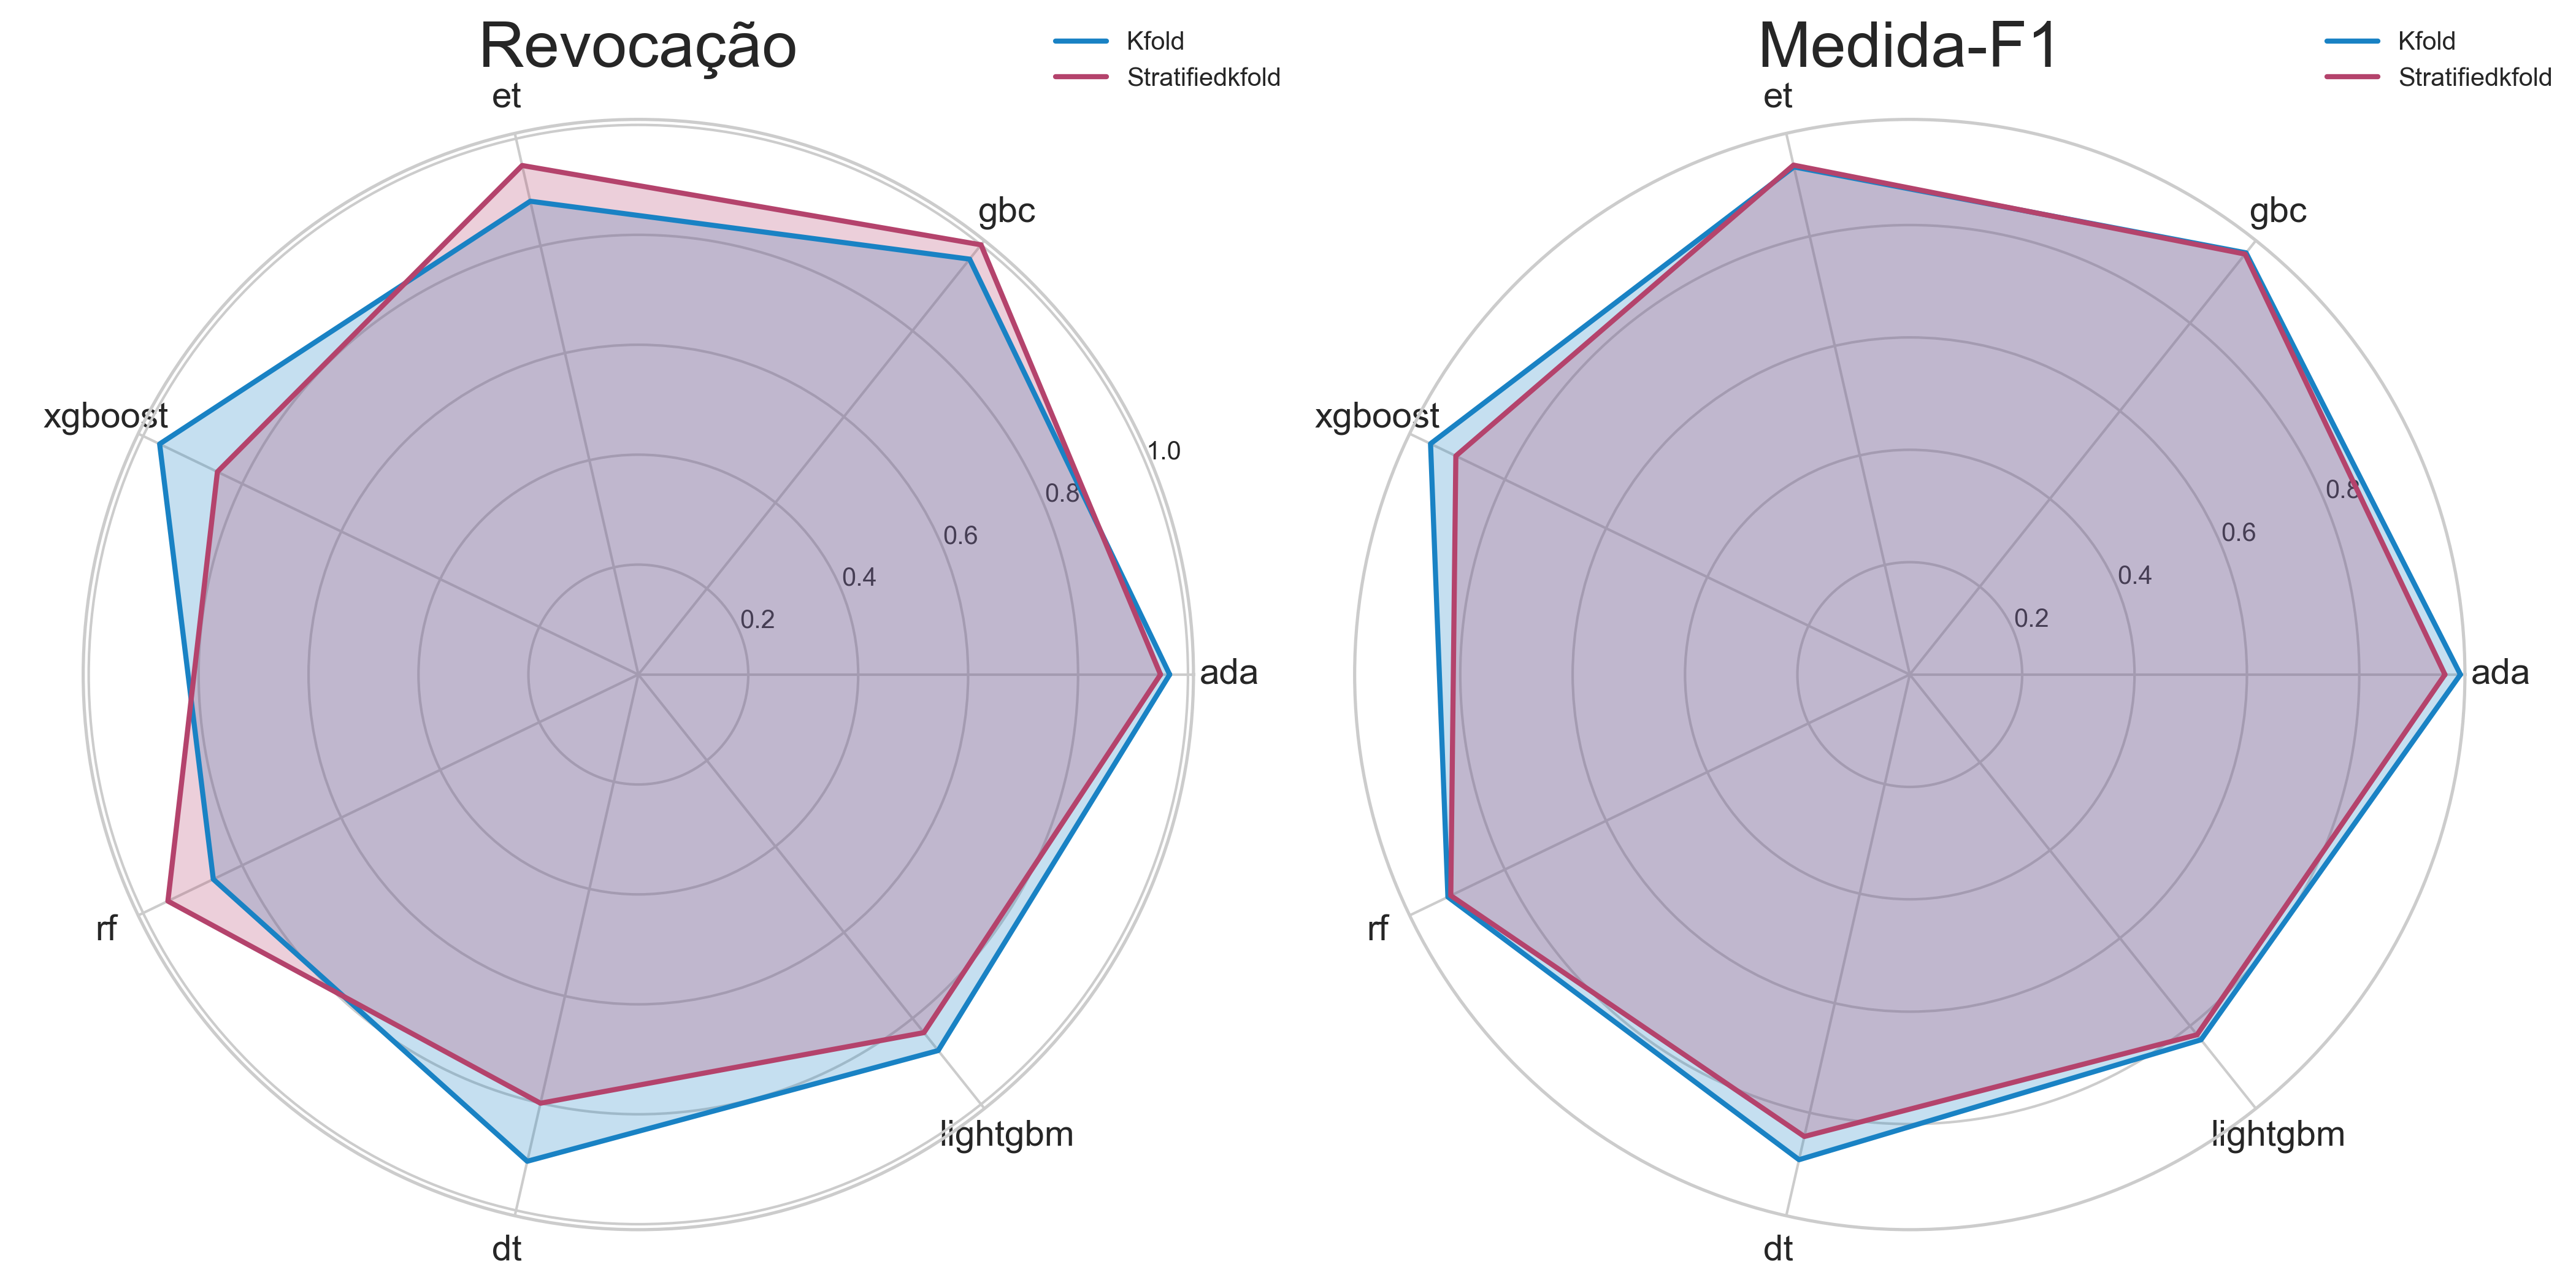 Revocação
Kfold
Stratifiedkfold
et
gbc
xgboost
1.0
0.8
0.6
0.4
0.2
ada
rf
lightgbm
dt
Medida-F1
Kfold
Stratifiedkfold
et
gbc
xgboost
0.8
0.6
0.4
0.2
ada
rf
lightgbm
dt